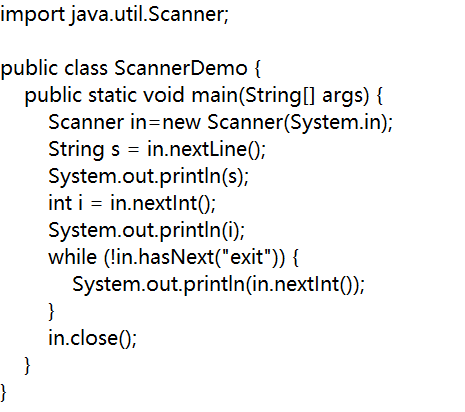 import java.util.Scanner;

public class ScannerDemo {
    public static void main(String[] args) {
        Scanner in=new Scanner(System.in);
        String s = in.nextLine();
        System.out.println(s);
        int i = in.nextInt();
        System.out.println(i);
        while (!in.hasNext("exit")) {
            System.out.println(in.nextInt());
        }
        in.close();
    }
}